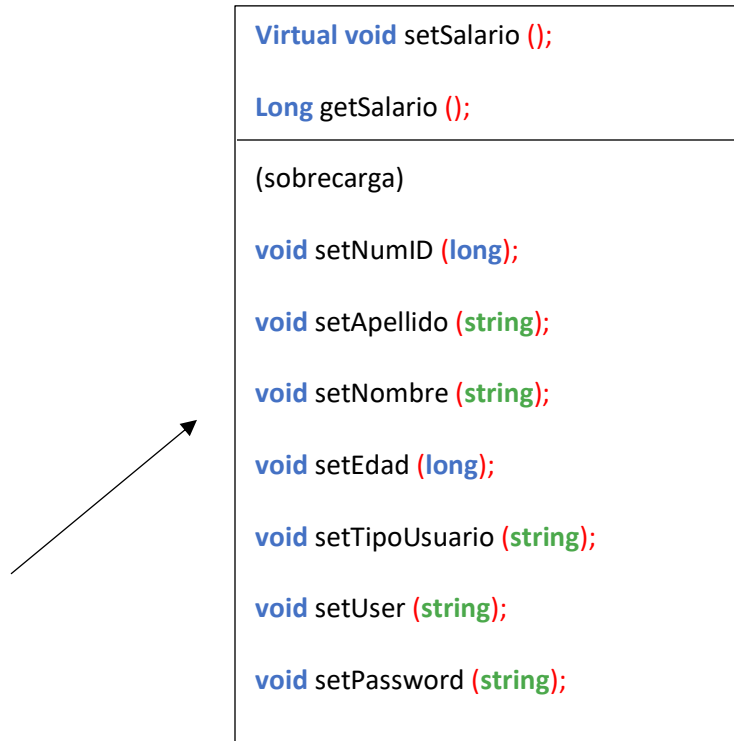 Virtual void setSalario ();
Long getSalario ();
(sobrecarga)
void setNumID (long);
void setApellido (string);
void setNombre (string);
void setEdad (long);
void setTipoUsuario (string);
void setUser (string);
void setPassword (string);